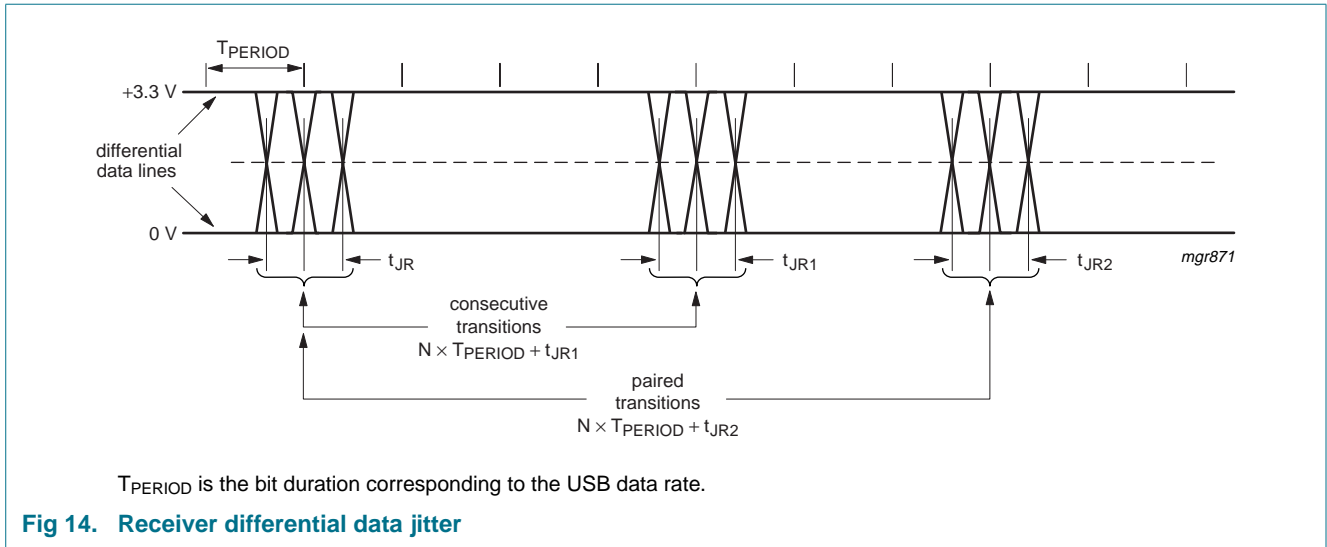 TPERIOD
+3.3 V
differential
data lines
0 V
tJR
tJR1
tJR2
mgr871
consecutive
transitions
N × TPERIOD + tJR1
paired
transitions
N × TPERIOD + tJR2
TPERIOD is the bit duration corresponding to the USB data rate.
Fig 14. Receiver differential data jitter